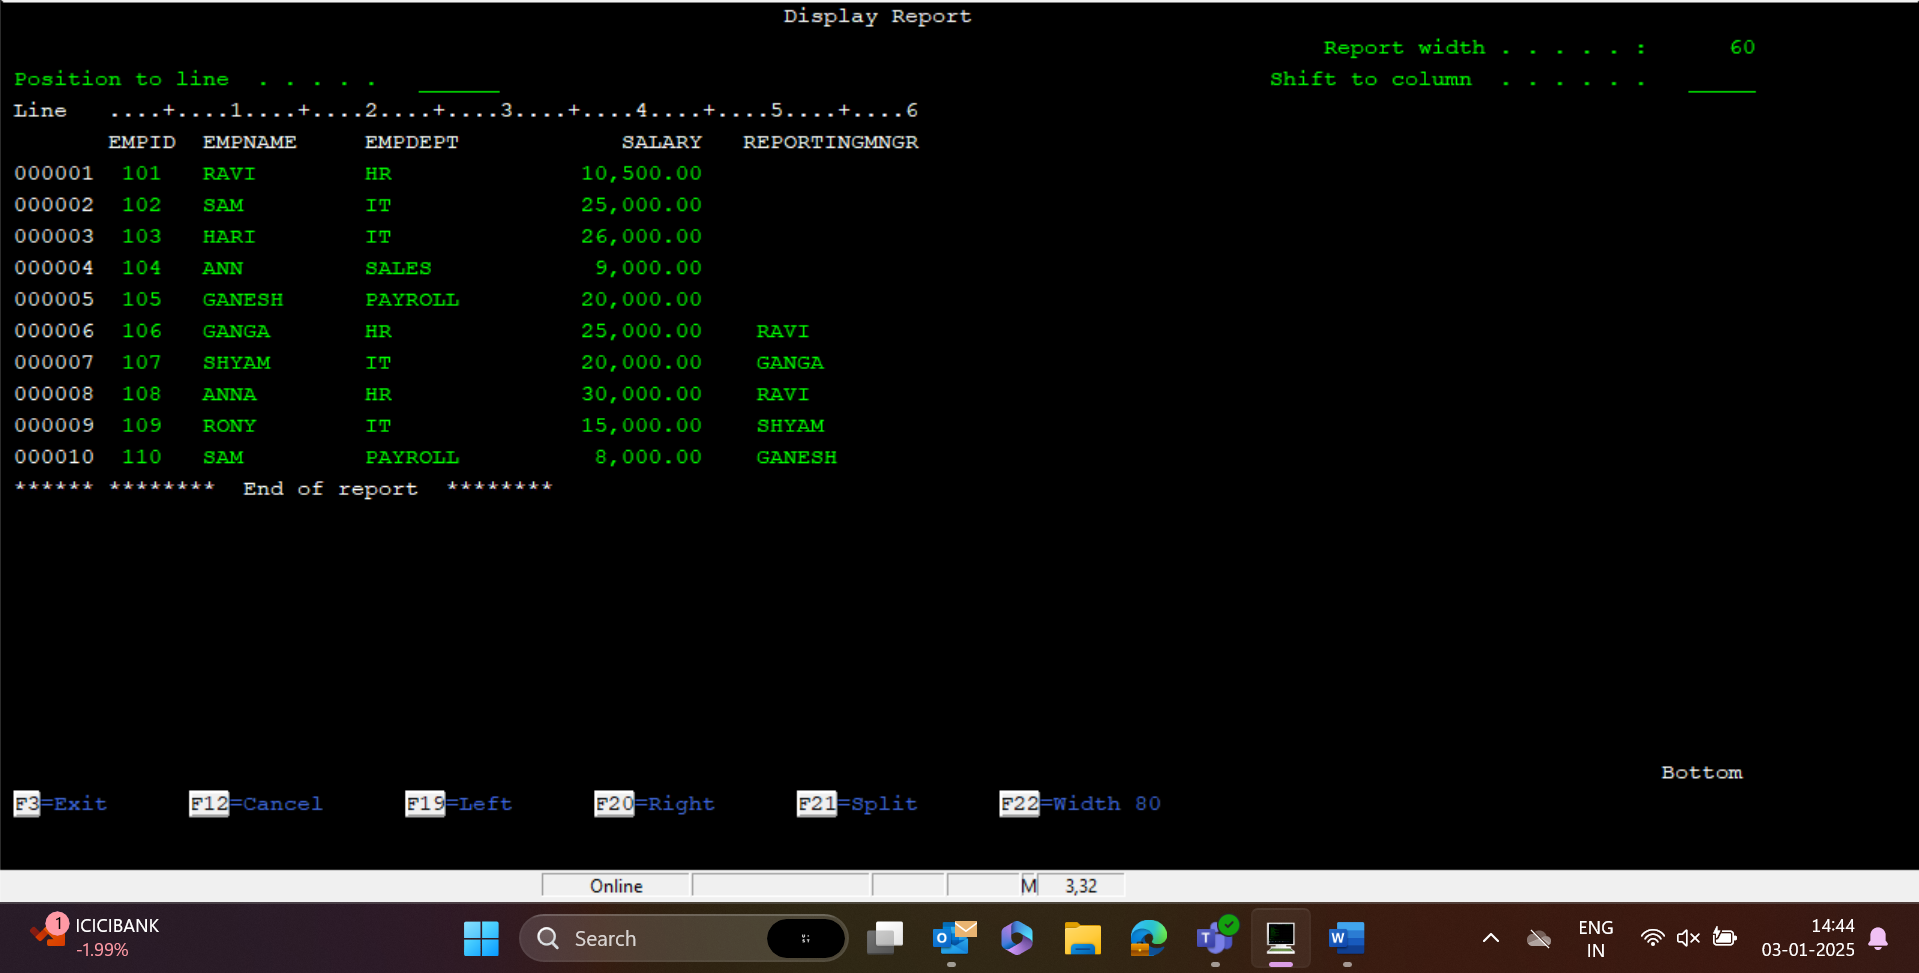 Display Report
Report width . . . . . :      60
Position to line  . . . . .   ______                         Shift to column  . . . . . .   _____
Line   ....+....1....+....2....+....3....+....4....+....5....+....6
       EMPID  EMPNAME     EMPDEPT            SALARY   REPORTINGMNGR
000001  101   RAVI        HR              10,500.00
000002  102   SAM         IT              25,000.00
000003  103   HARI        IT              26,000.00
000004  104   ANN         SALES            9,000.00
000005  105   GANESH      PAYROLL         20,000.00
000006  106   GANGA       HR              25,000.00    RAVI
000007  107   SHYAM       IT              20,000.00    GANGA
000008  108   ANNA        HR              30,000.00    RAVI
000009  109   RONY        IT              15,000.00    SHYAM
000010  110   SAM         PAYROLL          8,000.00    GANESH
****** ********  End of report  ********
Bottom
F3=Exit      F12=Cancel      F19=Left      F20=Right      F21=Split      F22=Width 80
Online M 3,32
1 ICICIBANK
-1.99%
Search
ENG
IN
14:44
03-01-2025